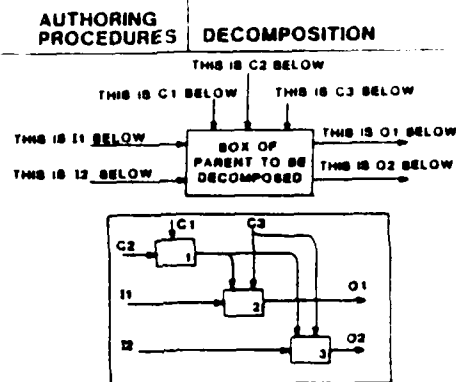 AUTHORING PROCEDURES
DECOMPOSITION
THIS IS C2 BELOW
THIS IS C1 BELOW
THIS IS C3 BELOW
THIS IS I1 BELOW
THIS IS O1 BELOW
BOX OF PARENT TO BE DECOMPOSED
THIS IS I2 BELOW
THIS IS O2 BELOW
C1
C3
C2
1
I1
O1
2
I2
O2
3